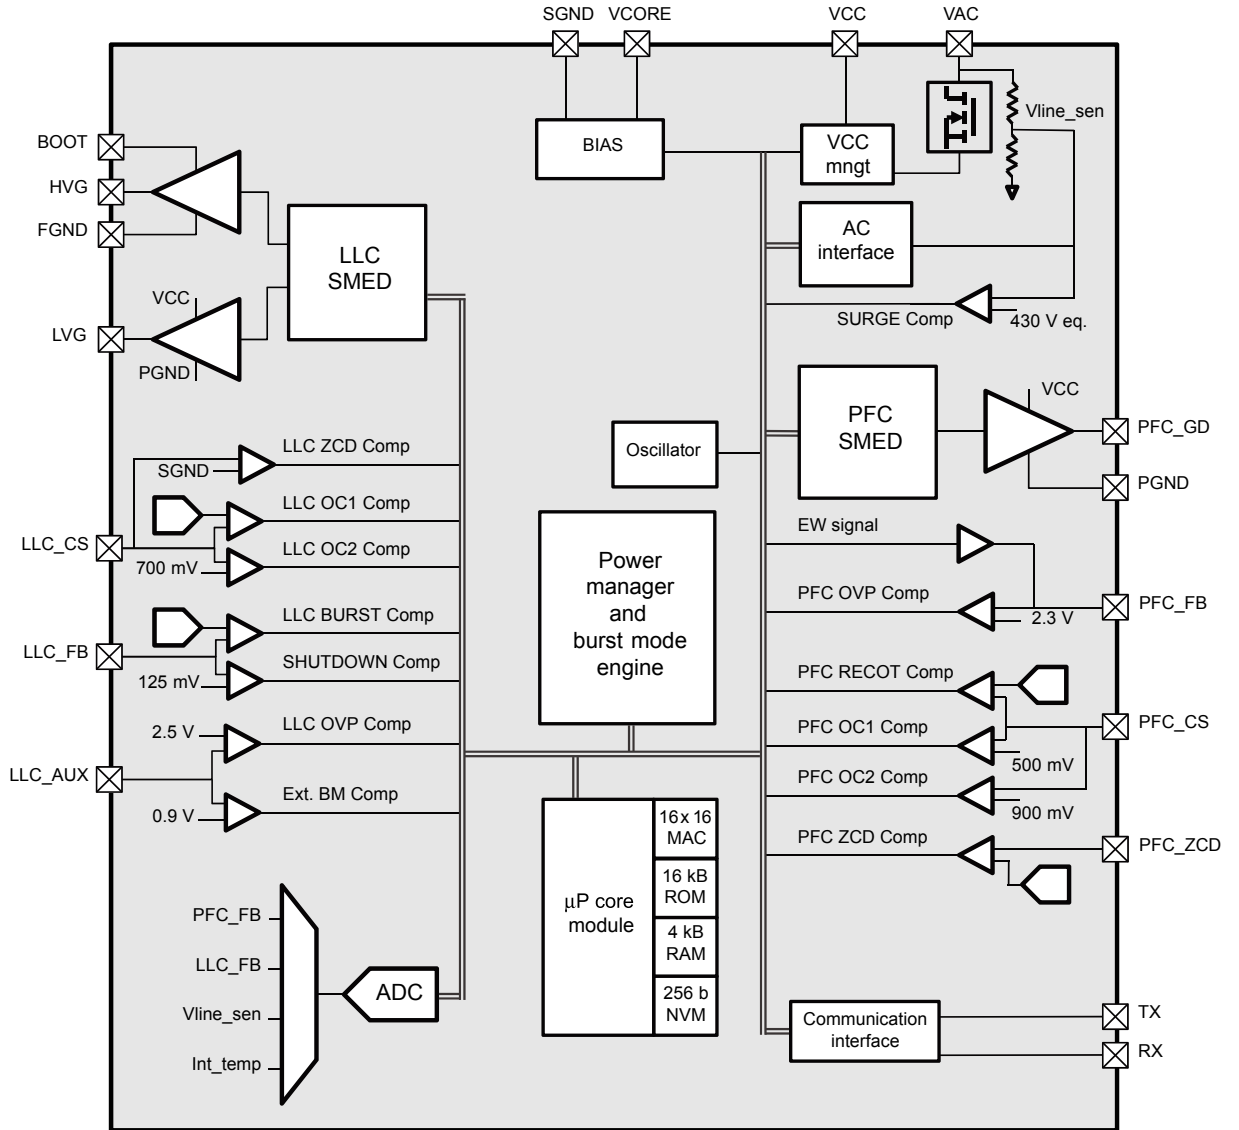 SGND VCORE VCC VAC
BOOT
HVG
FGND
LVG
VCC
PGND
LLC
SMED
BIAS
VCC
mngt
Vline_sen
AC
interface
SURGE Comp
430 V eq.
PFC
SMED
VCC
PFC_GD
PGND
Oscillator
LLC ZCD Comp
SGND
LLC OC1 Comp
LLC_CS
LLC OC2 Comp
700 mV
LLC BURST Comp
LLC_FB
SHUTDOWN Comp
125 mV
LLC OVP Comp
2.5 V
LLC_AUX
Ext. BM Comp
0.9 V
Power
manager
and
burst mode
engine
EW signal
PFC OVP Comp
PFC_FB
2.3 V
PFC RECOT Comp
PFC_CS
PFC OC1 Comp
500 mV
PFC OC2 Comp
900 mV
PFC ZCD Comp
PFC_ZCD
µP core
module
16 x 16
MAC
16 kB
ROM
4 kB
RAM
256 b
NVM
PFC_FB
LLC_FB
Vline_sen
Int_temp
ADC
Communication
interface
TX
RX